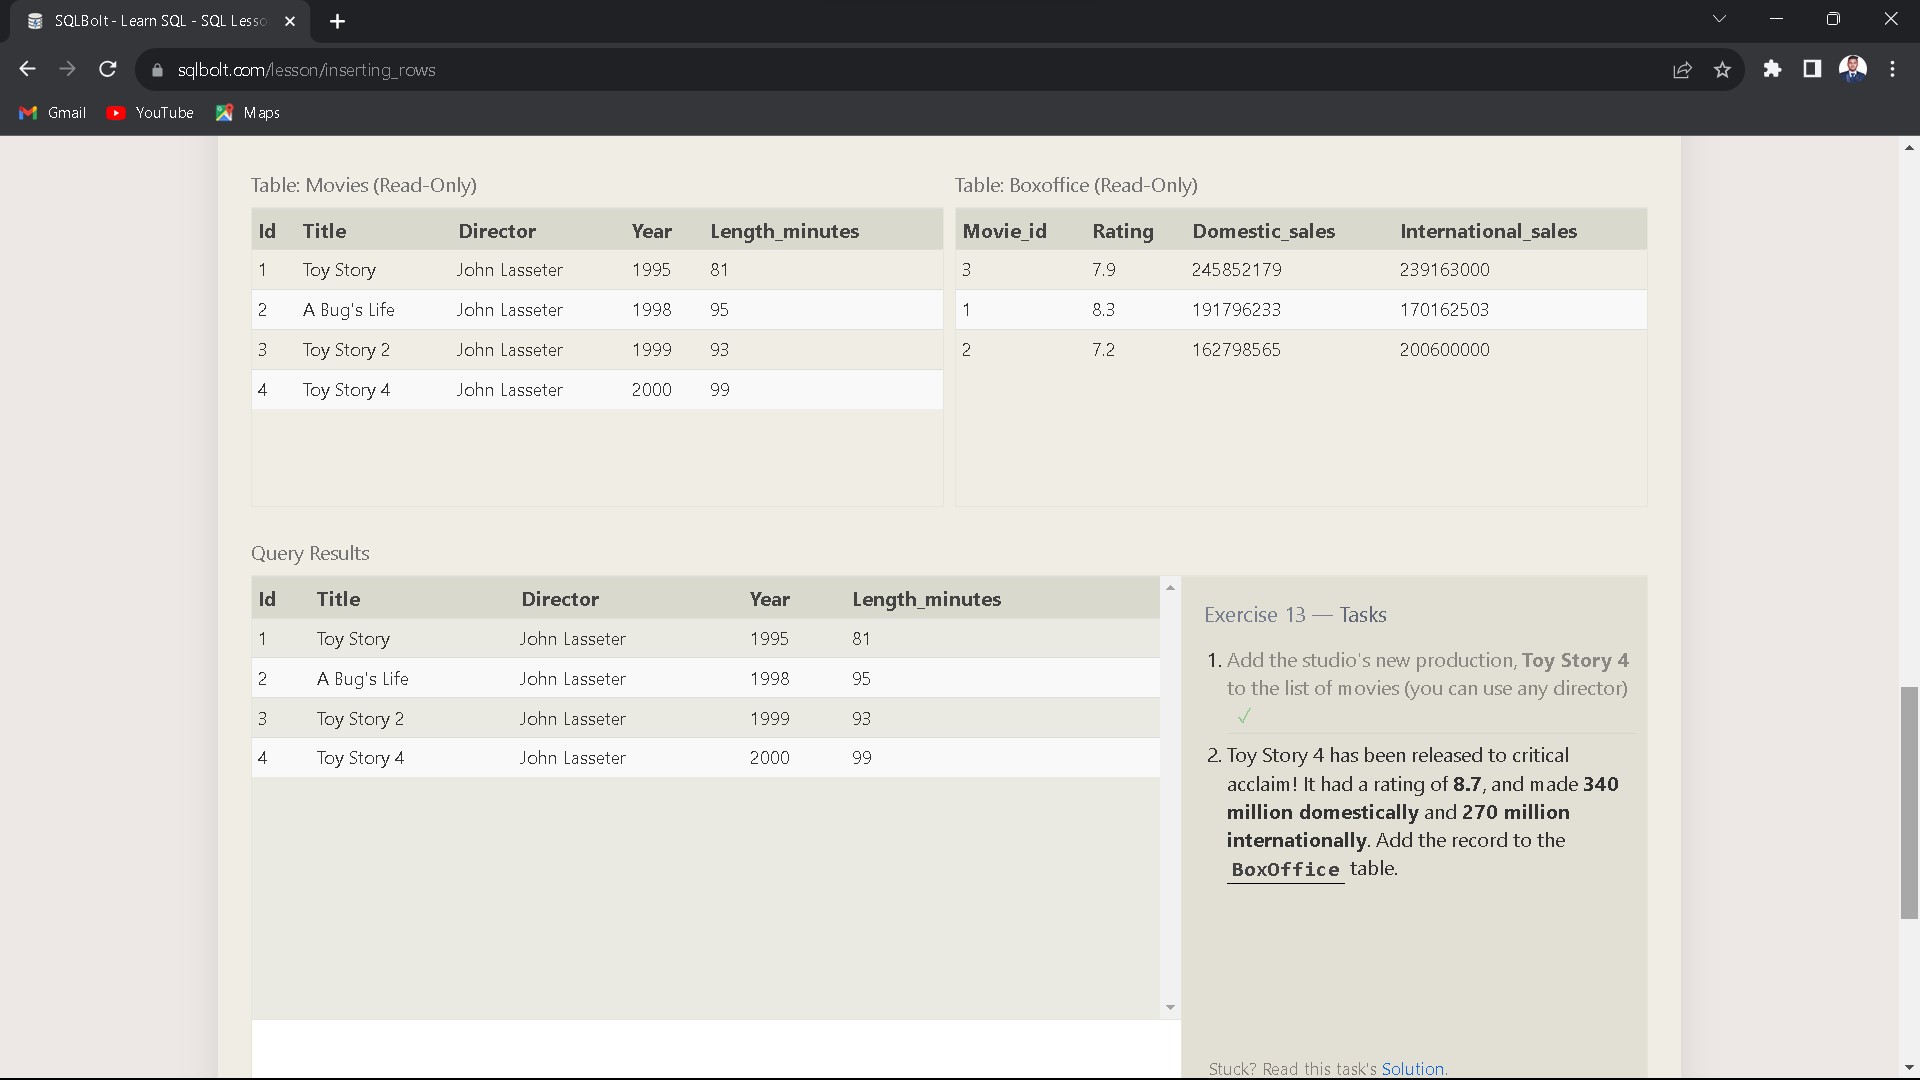 SQLBolt - Learn SQL - SQL Lesso
sqlbolt.com/lesson/inserting_rows
Gmail YouTube Maps
Table: Movies (Read-Only)
Id Title Director Year Length_minutes
1 Toy Story John Lasseter 1995 81
2 A Bug's Life John Lasseter 1998 95
3 Toy Story 2 John Lasseter 1999 93
4 Toy Story 4 John Lasseter 2000 99
Table: Boxoffice (Read-Only)
Movie_id Rating Domestic_sales International_sales
3 7.9 245852179 239163000
1 8.3 191796233 170162503
2 7.2 162798565 200600000
Query Results
Id Title Director Year Length_minutes
1 Toy Story John Lasseter 1995 81
2 A Bug's Life John Lasseter 1998 95
3 Toy Story 2 John Lasseter 1999 93
4 Toy Story 4 John Lasseter 2000 99
Exercise 13 — Tasks
1. Add the studio's new production, Toy Story 4
to the list of movies (you can use any director)
✓
2. Toy Story 4 has been released to critical
acclaim! It had a rating of 8.7, and made 340
million domestically and 270 million
internationally. Add the record to the
BoxOffice table.
Stuck? Read this task's Solution.